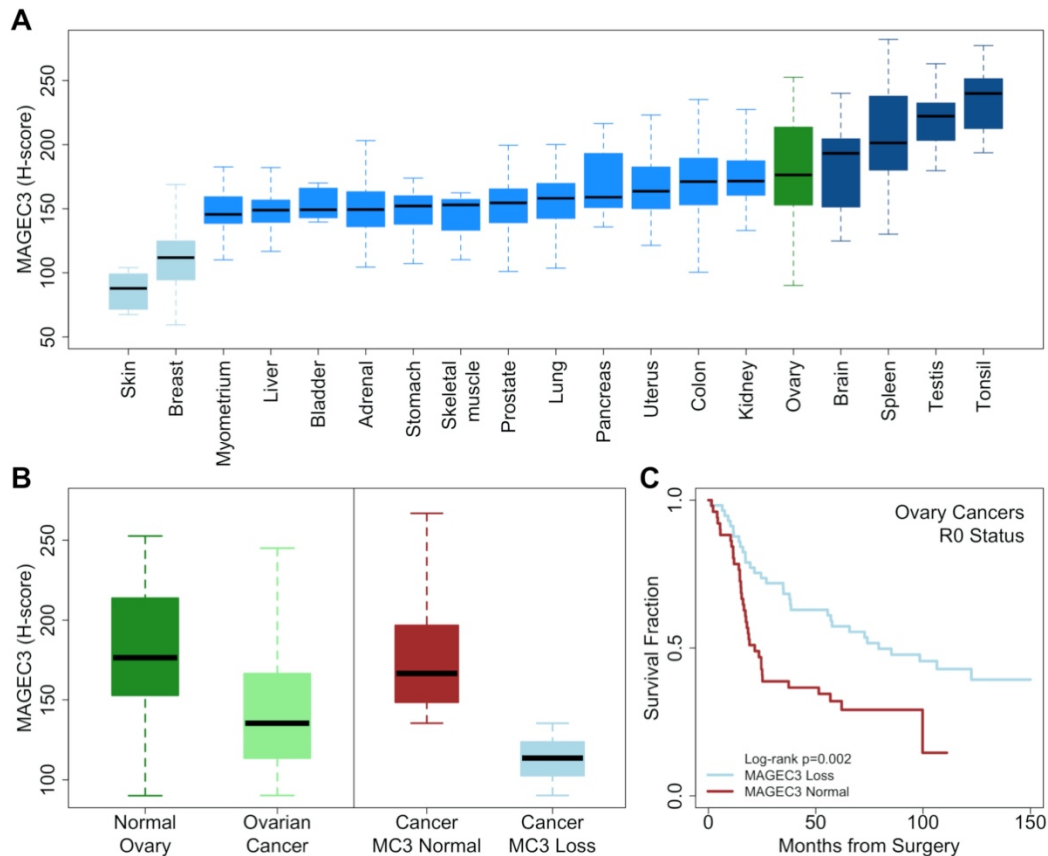 A
MAGEC3 (H-score)
250
200
150
100
50
Skin
Breast
Myometrium
Liver
Bladder
Adrenal
Stomach
Skeletal
muscle
Prostate
Lung
Pancreas
Uterus
Colon
Kidney
Ovary
Brain
Spleen
Testis
Tonsil
B
MAGEC3 (H-score)
250
200
150
100
Normal
Ovary
Ovarian
Cancer
Cancer
MC3 Normal
Cancer
MC3 Loss
C
Survival Fraction
1.0
0.5
0.0
Ovary Cancers
R0 Status
Log-rank p=0.002
MAGEC3 Loss
MAGEC3 Normal
0 50 100 150
Months from Surgery